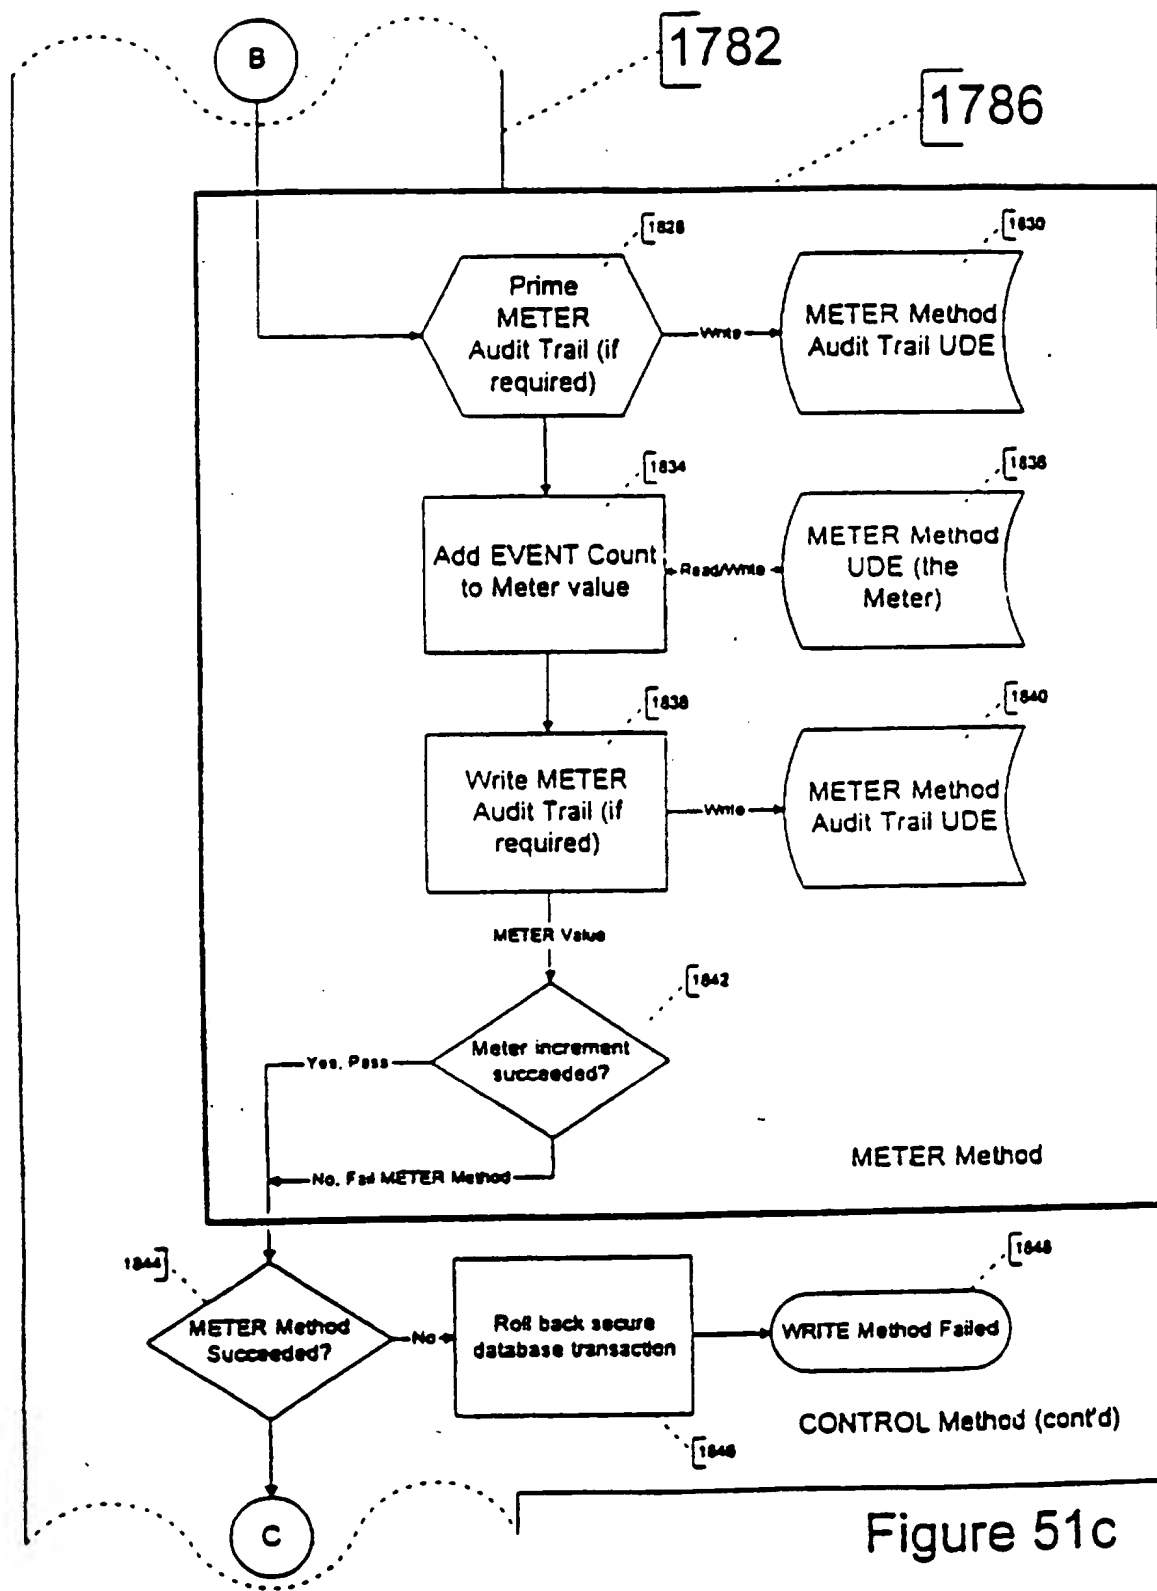 B
1782
1786
1828
Prime
METER
Audit Trail (if
required)
Write
1830
METER Method
Audit Trail UDE
1834
Add EVENT Count
to Meter value
Read/Write
1836
METER Method
UDE (the
Meter)
1838
Write METER
Audit Trail (if
required)
Write
1840
METER Method
Audit Trail UDE
METER Value
1842
Meter increment
succeeded?
Yes, Pass
No, Fail METER Method
METER Method
1844
METER Method
Succeeded?
No
Roll back secure
database transaction
1846
1848
WRITE Method Failed
CONTROL Method (cont'd)
C
Figure 51c